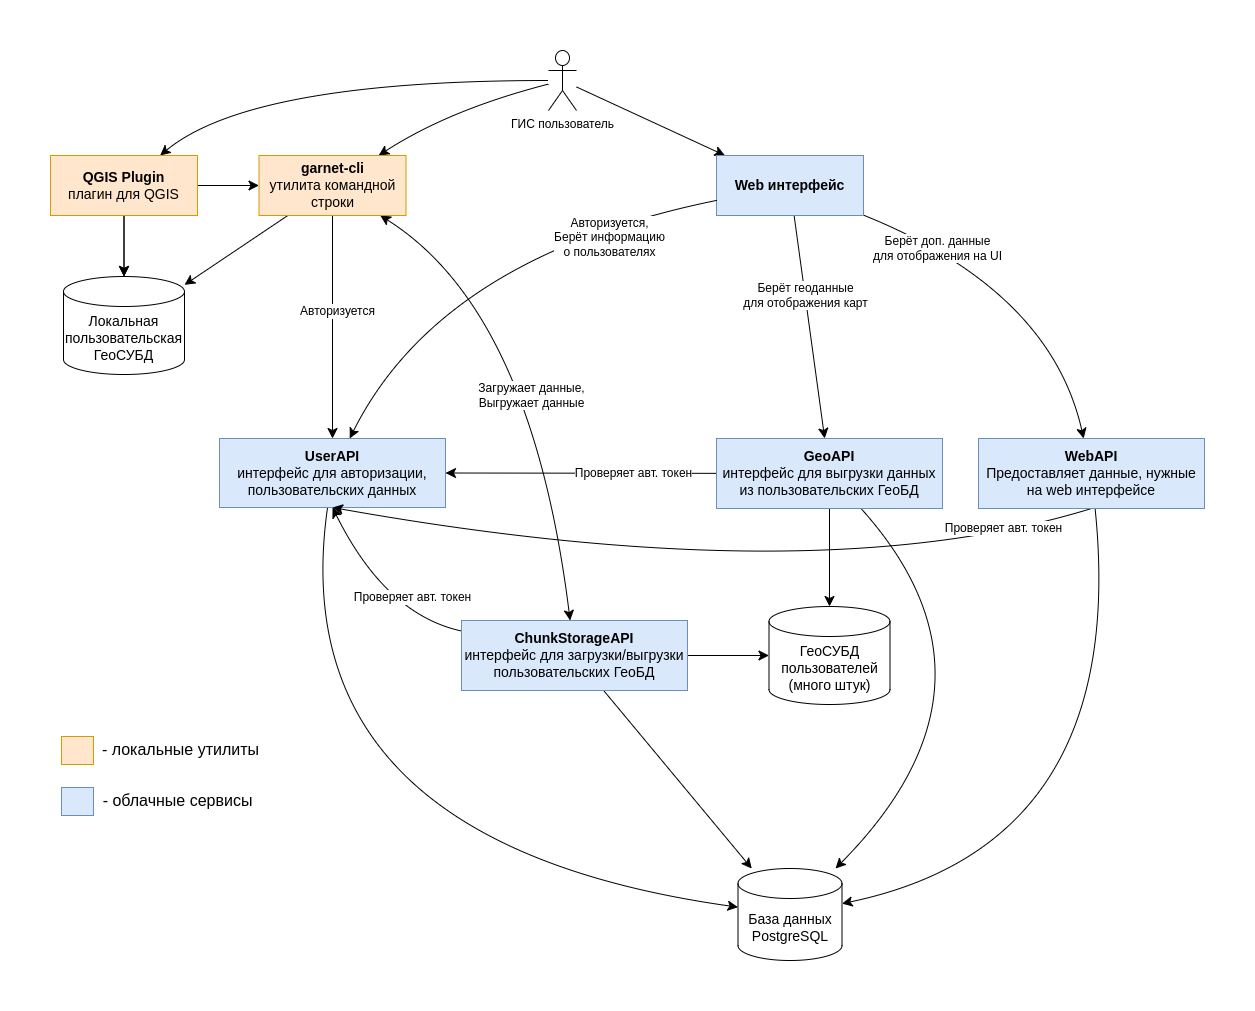 ГИС пользователь
QGIS Plugin
плагин для QGIS
garnet-cli
утилита командной
строки
Web интерфейс
Авторизуется,
Берёт информацию
о пользователях
Берёт доп. данные
для отображения на UI
Берёт геоданные
для отображения карт
Авторизуется
Локальная
пользовательская
ГеоСУБД
Загружает данные,
Выгружает данные
UserAPI
интерфейс для авторизации,
пользовательских данных
Проверяет авт. токен
GeoAPI
интерфейс для выгрузки данных
из пользовательских ГеоБД
WebAPI
Предоставляет данные, нужные
на web интерфейсе
Проверяет авт. токен
Проверяет авт. токен
ChunkStorageAPI
интерфейс для загрузки/выгрузки
пользовательских ГеоБД
ГеоСУБД
пользователей
(много штук)
- локальные утилиты
- облачные сервисы
База данных
PostgreSQL